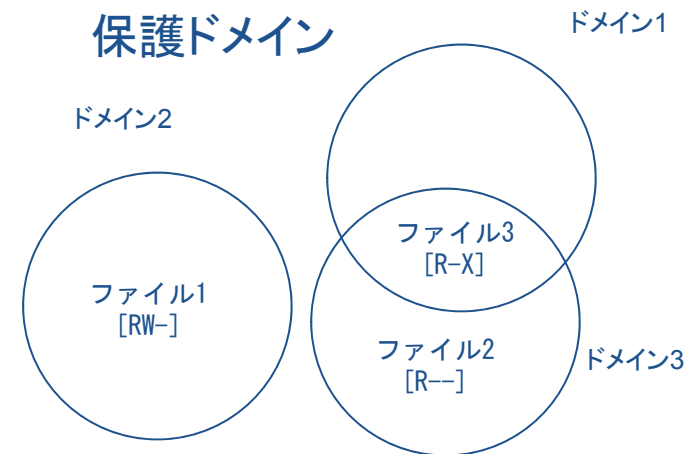 保護ドメイン
ドメイン1
ドメイン2
ファイル3
[R-X]
ファイル1
[RW-]
ファイル2
[R--]
ドメイン3